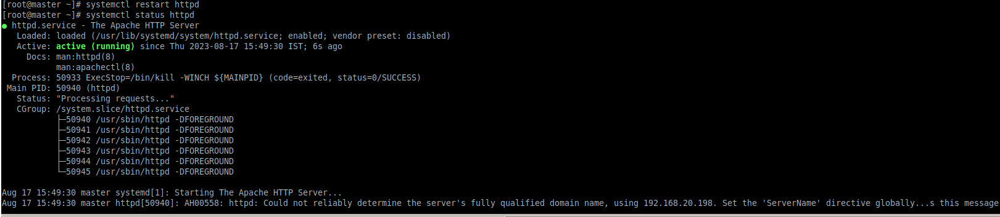 [root@master ~]# systemctl restart httpd
[root@master ~]# systemctl status httpd
● httpd.service - The Apache HTTP Server
   Loaded: loaded (/usr/lib/systemd/system/httpd.service; enabled; vendor preset: disabled)
   Active: active (running) since Thu 2023-08-17 15:49:30 IST; 6s ago
     Docs: man:httpd(8)
           man:apachectl(8)
  Process: 50933 ExecStop=/bin/kill -WINCH ${MAINPID} (code=exited, status=0/SUCCESS)
 Main PID: 50940 (httpd)
   Status: "Processing requests..."
   CGroup: /system.slice/httpd.service
           ├─50940 /usr/sbin/httpd -DFOREGROUND
           ├─50941 /usr/sbin/httpd -DFOREGROUND
           ├─50942 /usr/sbin/httpd -DFOREGROUND
           ├─50943 /usr/sbin/httpd -DFOREGROUND
           ├─50944 /usr/sbin/httpd -DFOREGROUND
           └─50945 /usr/sbin/httpd -DFOREGROUND

Aug 17 15:49:30 master systemd[1]: Starting The Apache HTTP Server...
Aug 17 15:49:30 master httpd[50940]: AH00558: httpd: Could not reliably determine the server's fully qualified domain name, using 192.168.20.198. Set the 'ServerName' directive globally...s this message